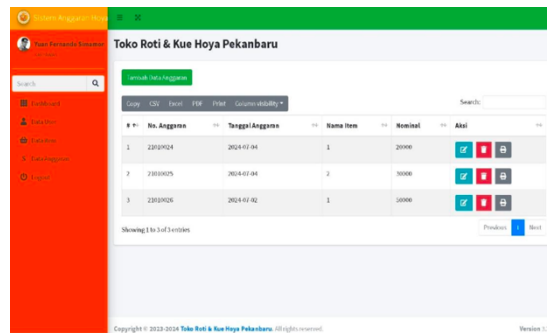 Sistem Anggaran Hoya
Toko Roti & Kue Hoya Pekanbaru
Tambah Data Anggaran
Search
Copy CSV Excel PDF Print Column visibility
Search:
# No. Anggaran Tanggal Anggaran Nama Item Nominal Aksi
1 21010024 2024-07-04 1 20000
2 21010025 2024-07-04 2 30000
3 21010026 2024-07-02 1 50000
Dashboard
Data User
Data Item
Data Anggaran
Logout
Showing 1 to 3 of 3 entries
Previous 1 Next
Copyright © 2023-2024 Toko Roti & Kue Hoya Pekanbaru. All rights reserved.
Version